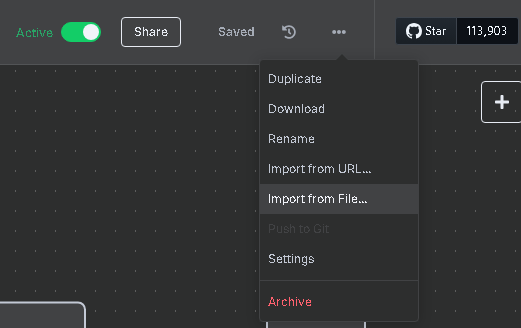 Active
Share
Saved
Star
113,903
Duplicate
Download
Rename
Import from URL...
Import from File...
Push to Git
Settings
Archive